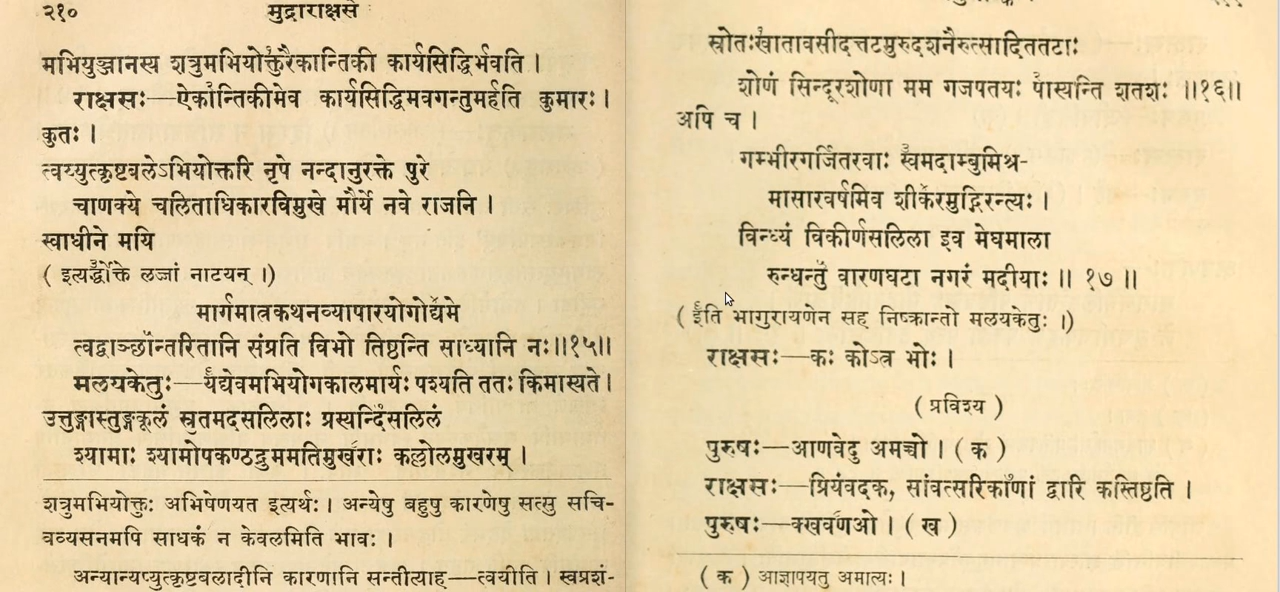 २१० मुद्राराक्षसे
मभियुञ्जानस्य शत्रुमभियोर्क्तुरैकान्तिकी कार्यसिद्धिर्भवति ।
राक्षसः—ऐकान्तिकीमेव कार्यसिद्धिमवगन्तुमर्हति कुमारः ।
कुतः ।
त्वय्युत्कृष्टबलेऽभियोक्तरि नृपे नन्दानुरक्ते पुरे
चाणक्ये चलिताधिकारविमुखे मौर्ये नवे राजनि ।
स्वाधीने मयि
( इत्यर्द्धोक्ते लज्जां नाटयन् ।)
मार्गमात्रकथनव्यापारयोगोद्यमे
त्वद्वाञ्छान्तरितानि संप्रति विभो तिष्ठन्ति साध्यानि नः॥१५॥
मलयकेतुः—यद्येवमभियोगकालमार्यः पश्यति ततः किमास्यते ।
उत्तुङ्गास्तुङ्गकूलं स्रुतमदसलिलाः प्रस्यन्दिसलिलं
श्यामाः श्यामोपकण्ठद्रुममतिमुखराः कल्लोलमुखरम् ।
शत्रुमभियोक्तुः अभिषेणयत इत्यर्थः । अन्येषु बहुषु कारणेषु सत्सु सचि-
वव्यसनमपि साधकं न केवलमिति भावः ।
अन्यान्यप्युत्कृष्टबलादीनि कारणानि सन्तीत्याह—त्वयीति । स्वप्रशं-
स्रोतःखातावसीदत्तटमुरुदशनैरुत्सादिततटाः
शोणं सिन्दूरशोणा मम गजपतयः पास्यन्ति शतशः ॥१६॥
अपि च ।
गम्भीरगर्जितरवाः स्वमदाम्बुमिश्र-
मासारवर्षमिव शीकरमुद्गिरन्त्यः ।
विन्ध्यं विकीर्णसलिला इव मेघमाला
रुन्धन्तु वारणघटा नगरं मदीयाः ॥ १७ ॥
( इति भागुरायणेन सह निष्क्रान्तो मलयकेतुः ।)
राक्षसः—कः कोऽत्र भोः ।
( प्रविश्य )
पुरुषः—आणवेदु अमच्चो । ( क )
राक्षसः—प्रियंवदक, सांवत्सरिकाणां द्वारि कस्तिष्ठति ।
पुरुषः—क्खवणओ । ( ख )
( क ) आज्ञापयतु अमात्यः ।